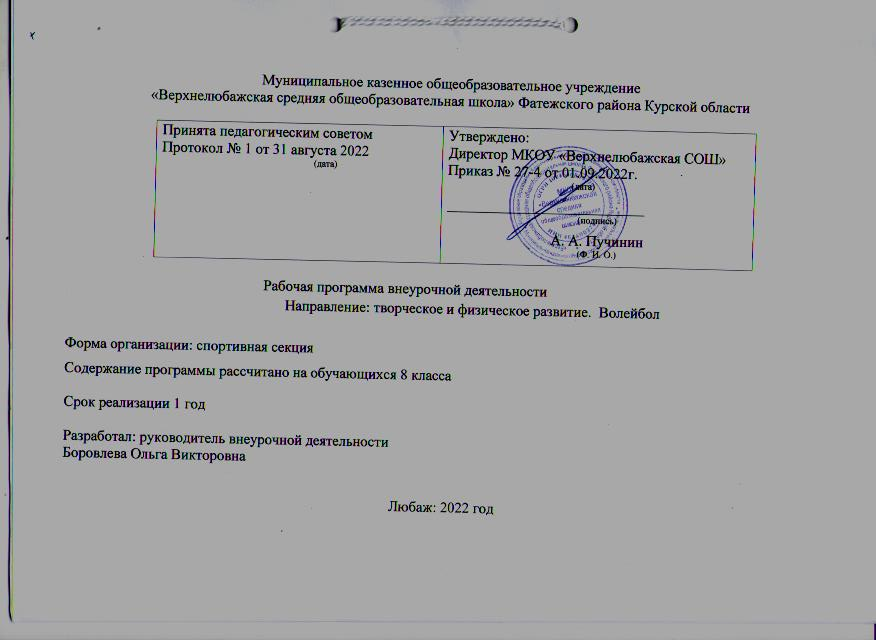 Муниципальное казенное общеобразовательное учреждение
«Верхнелюбажская средняя общеобразовательная школа» Фатежского района Курской области
Принята педагогическим советом
Протокол № 1 от 31 августа 2022
(дата)
Утверждено:
Директор МКОУ «Верхнелюбажская СОШ»
Приказ № 27-4 от 01.09.2022г.
(дата)
(подпись)
А. А. Пучинин
(Ф. И. О.)
Рабочая программа внеурочной деятельности
Направление: творческое и физическое развитие. Волейбол
Форма организации: спортивная секция
Содержание программы рассчитано на обучающихся 8 класса
Срок реализации 1 год
Разработал: руководитель внеурочной деятельности
Боровлева Ольга Викторовна
Любаж: 2022 год